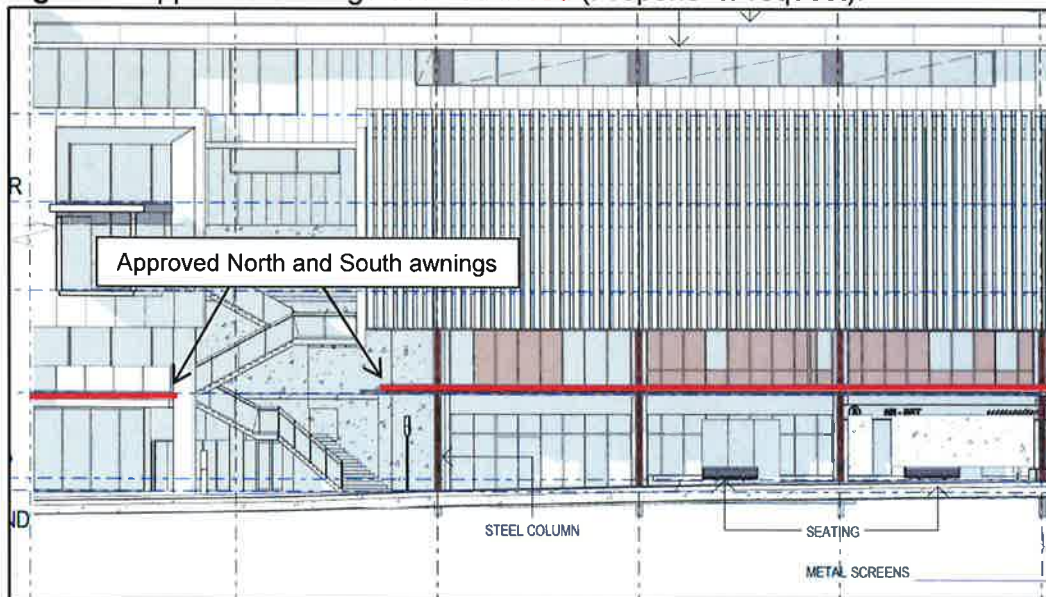 R
Approved North and South awnings
ND
STEEL COLUMN
SEATING
METAL SCREENS